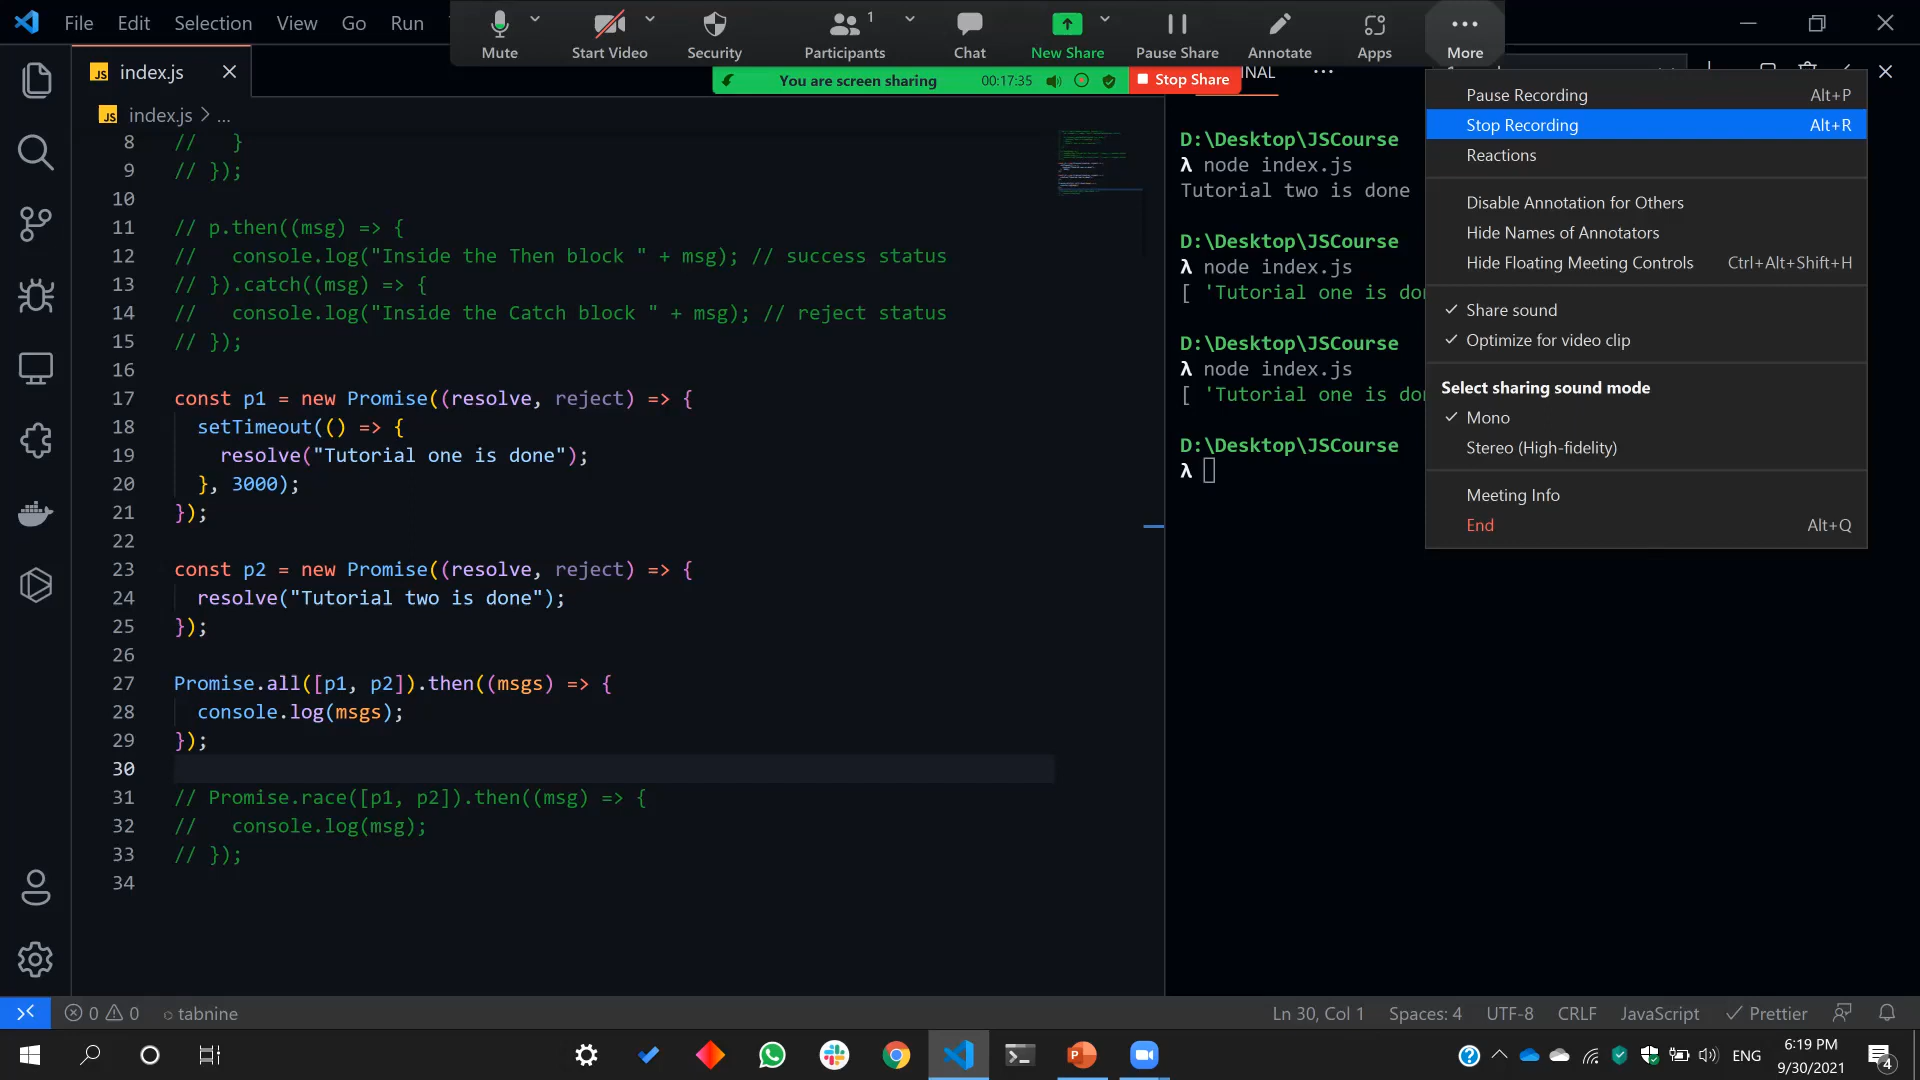 File Edit Selection View Go Run
Mute Start Video Security Participants 1 Chat New Share Pause Share Annotate Apps More
You are screen sharing 00:17:35 Stop Share
JS index.js
JS index.js > ...
8 //   }
9 // });
10
11 // p.then((msg) => {
12 //   console.log("Inside the Then block " + msg); // success status
13 // }).catch((msg) => {
14 //   console.log("Inside the Catch block " + msg); // reject status
15 // });
16
17 const p1 = new Promise((resolve, reject) => {
18   setTimeout(() => {
19     resolve("Tutorial one is done");
20   }, 3000);
21 });
22
23 const p2 = new Promise((resolve, reject) => {
24   resolve("Tutorial two is done");
25 });
26
27 Promise.all([p1, p2]).then((msgs) => {
28   console.log(msgs);
29 });
30
31 // Promise.race([p1, p2]).then((msg) => {
32 //   console.log(msg);
33 // });
34
INAL ...
D:\Desktop\JSCourse
λ node index.js
Tutorial two is done
D:\Desktop\JSCourse
λ node index.js
[ 'Tutorial one is don
D:\Desktop\JSCourse
λ node index.js
[ 'Tutorial one is don
D:\Desktop\JSCourse
λ
Pause Recording Alt+P
Stop Recording Alt+R
Reactions
Disable Annotation for Others
Hide Names of Annotators
Hide Floating Meeting Controls Ctrl+Alt+Shift+H
Share sound
Optimize for video clip
Select sharing sound mode
Mono
Stereo (High-fidelity)
Meeting Info
End Alt+Q
0 0 tabnine Ln 30, Col 1 Spaces: 4 UTF-8 CRLF JavaScript Prettier
ENG 6:19 PM
9/30/2021 4